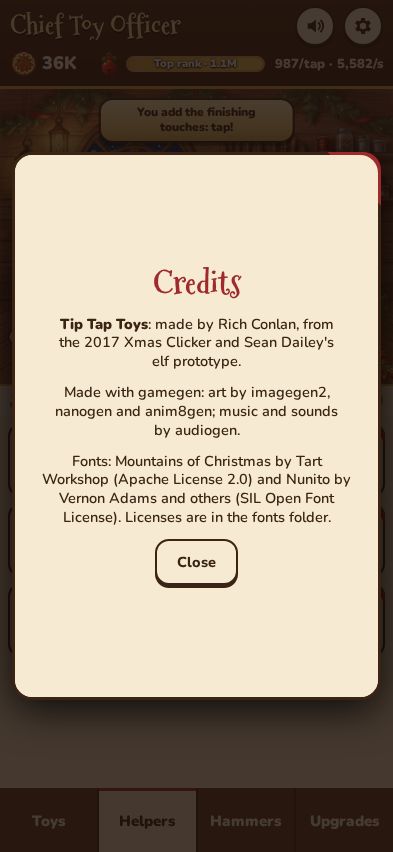 Chief Toy Officer
36K
Top rank · 1.1M
987/tap · 5,582/s
You add the finishing
touches: tap!
Credits
Tip Tap Toys: made by Rich Conlan, from
the 2017 Xmas Clicker and Sean Dailey's
elf prototype.
Made with gamegen: art by imagegen2,
nanogen and anim8gen; music and sounds
by audiogen.
Fonts: Mountains of Christmas by Tart
Workshop (Apache License 2.0) and Nunito by
Vernon Adams and others (SIL Open Font
License). Licenses are in the fonts folder.
Close
Toys
Helpers
Hammers
Upgrades